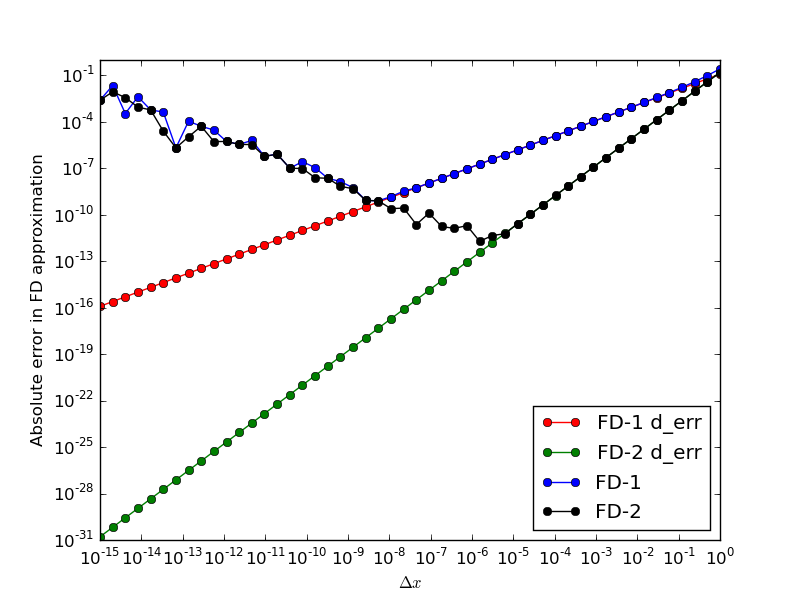 10^-1
10^-4
10^-7
10^-10
10^-13
10^-16
10^-19
10^-22
10^-25
10^-28
10^-31
Absolute error in FD approximation
FD-1 d_err
FD-2 d_err
FD-1
FD-2
10^-15 10^-14 10^-13 10^-12 10^-11 10^-10 10^-9 10^-8 10^-7 10^-6 10^-5 10^-4 10^-3 10^-2 10^-1 10^0
Δx